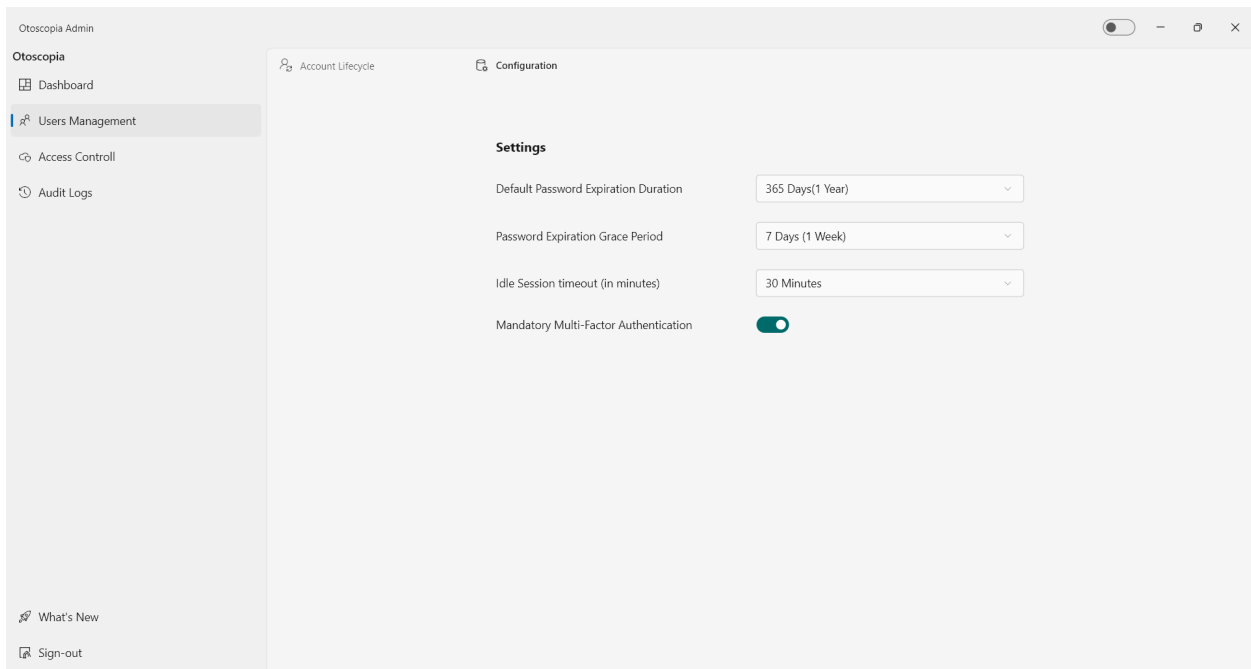 Otoscopia Admin
Otoscopia
Dashboard
Users Management
Access Controll
Audit Logs
What's New
Sign-out
Account Lifecycle
Configuration
Settings
Default Password Expiration Duration
365 Days(1 Year)
Password Expiration Grace Period
7 Days (1 Week)
Idle Session timeout (in minutes)
30 Minutes
Mandatory Multi-Factor Authentication